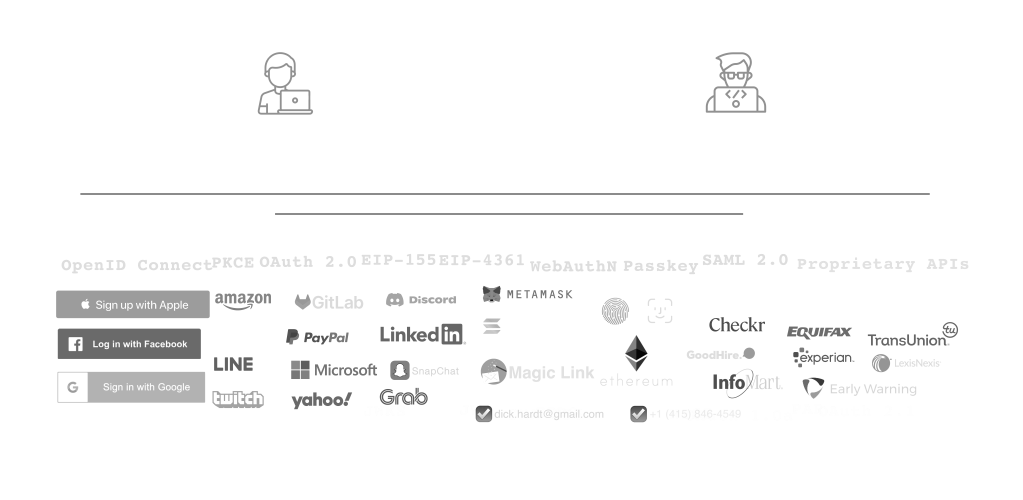 OpenID Connect PKCE OAuth 2.0 EIP-155 EIP-4361 WebAuthN Passkey SAML 2.0 Proprietary APIs
Sign up with Apple
amazon
GitLab
Discord
METAMASK
Log in with Facebook
PayPal
LinkedIn
Checkr
EQUIFAX
TransUnion
tu
GoodHire.
experian.
LexisNexis
LINE
Microsoft
SnapChat
Magic Link
ethereum
InfoMart
Early Warning
G Sign in with Google
twitch
yahoo!
Grab
dick.hardt@gmail.com
+1 (415) 846-4549